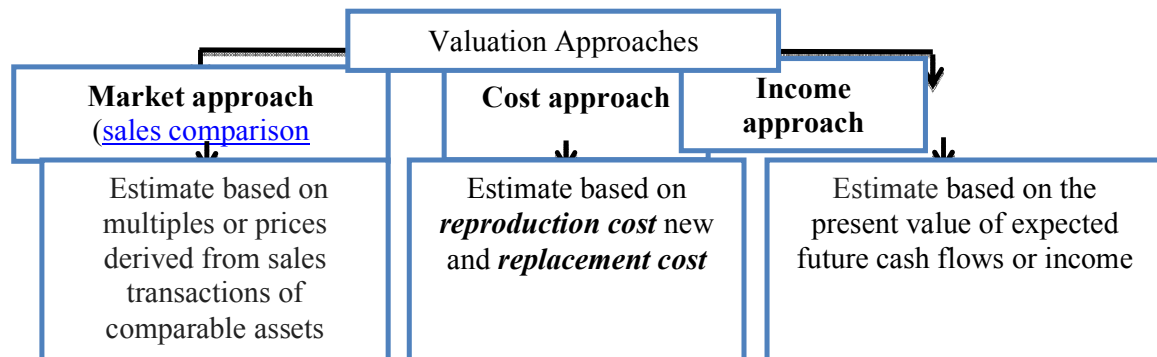 Valuation Approaches
Market approach
(sales comparison
Cost approach
Income
approach
Estimate based on
multiples or prices
derived from sales
transactions of
comparable assets
Estimate based on
reproduction cost new
and replacement cost
Estimate based on the
present value of expected
future cash flows or income